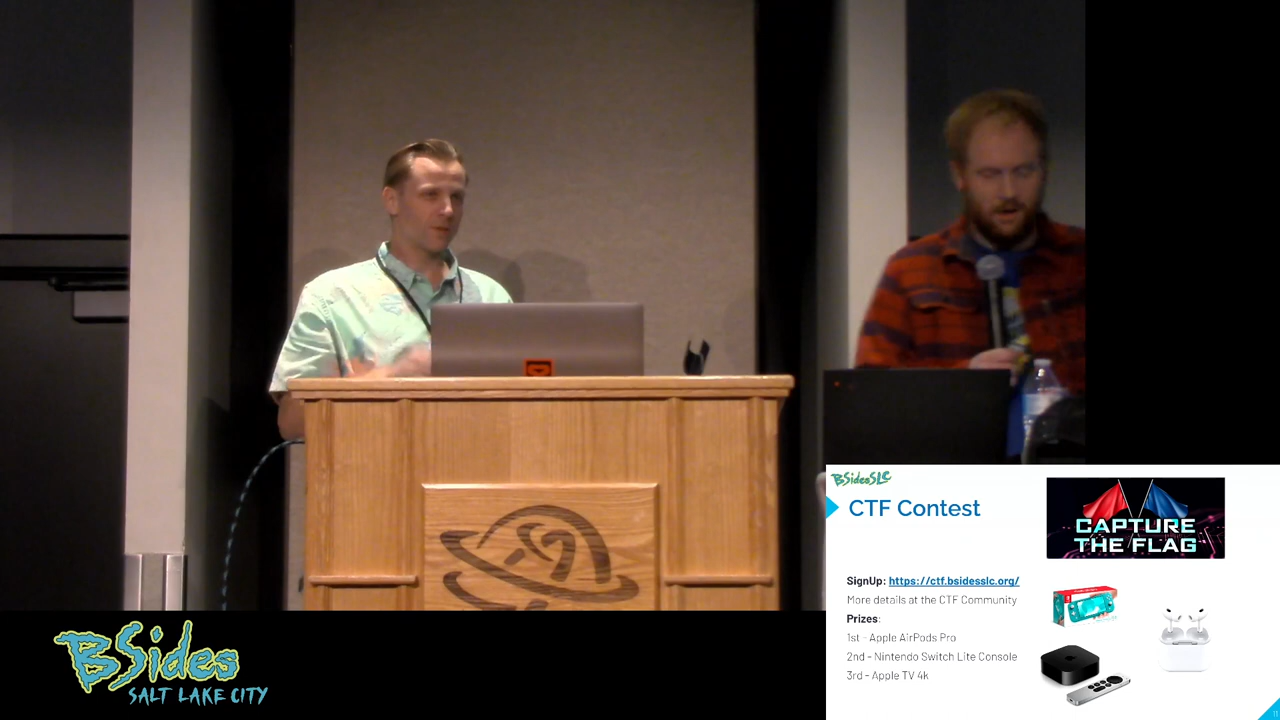 BSidesSLC
CTF Contest
CAPTURE
THE FLAG
SignUp: https://ctf.bsidesslc.org/
More details at the CTF Community
Prizes:
1st - Apple AirPods Pro
2nd - Nintendo Switch Lite Console
3rd - Apple TV 4k
BSides
SALT LAKE CITY